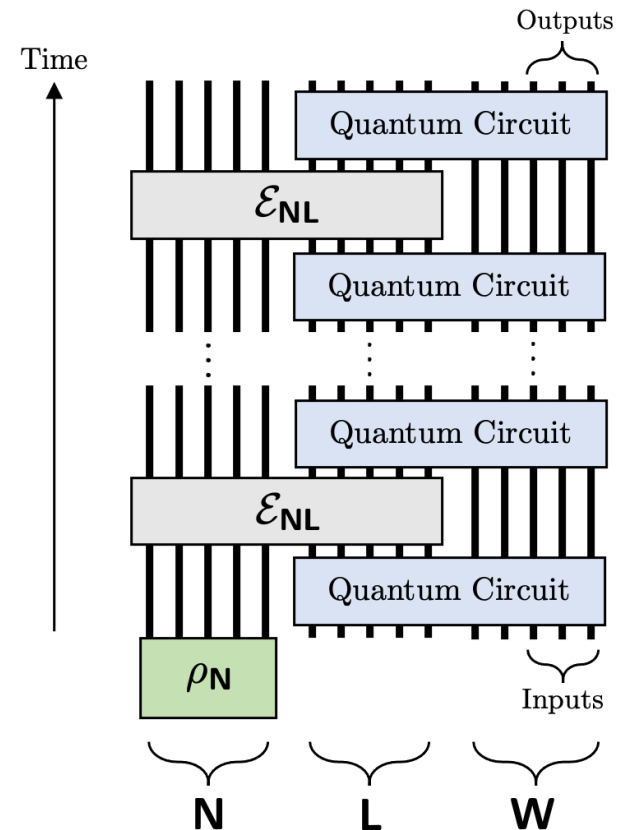 Outputs
Time
Quantum Circuit
ℰNL
Quantum Circuit
Quantum Circuit
ℰNL
Quantum Circuit
ρN
Inputs
N L W